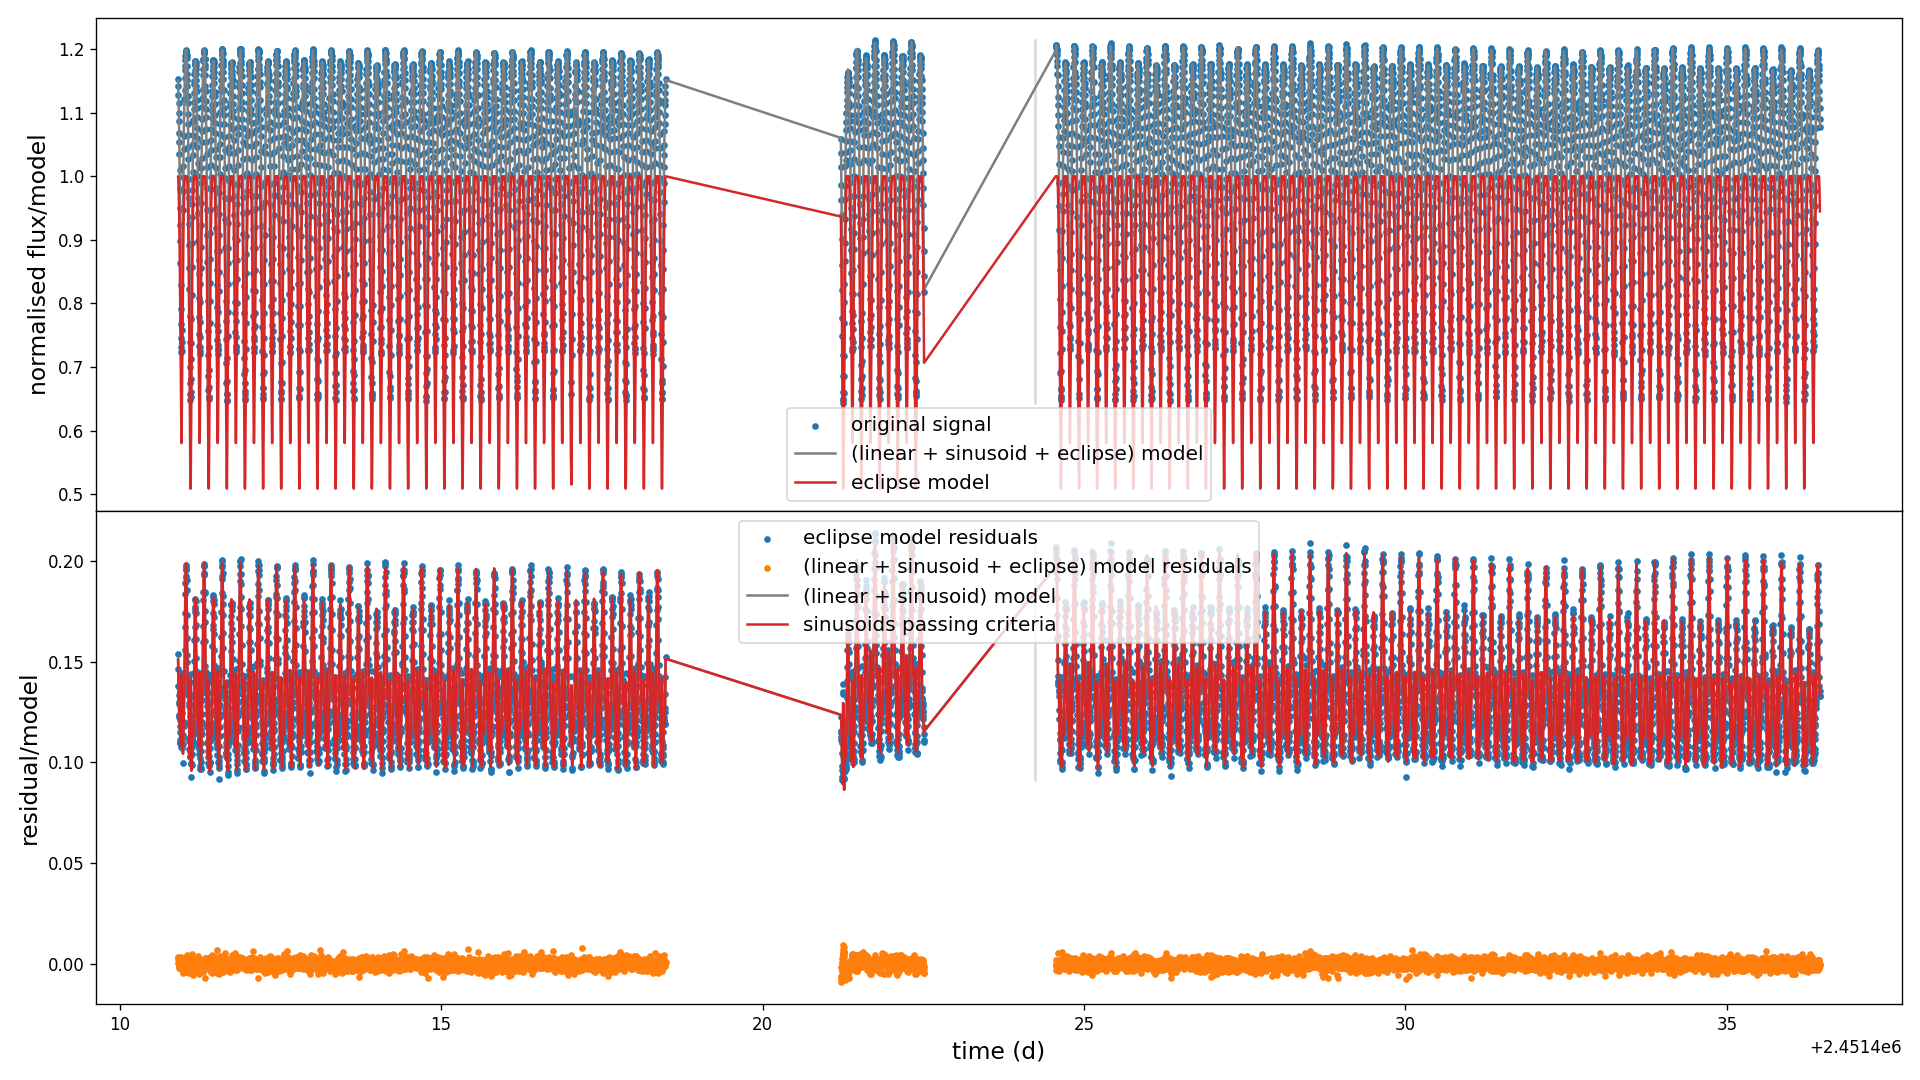 1.2
1.1
1.0
0.9
0.8
0.7
0.6
0.5
normalised flux/model
original signal
(linear + sinusoid + eclipse) model
eclipse model
0.20
0.15
0.10
0.05
0.00
residual/model
eclipse model residuals
(linear + sinusoid + eclipse) model residuals
(linear + sinusoid) model
sinusoids passing criteria
10 15 20 25 30 35
time (d)
+2.4514e6